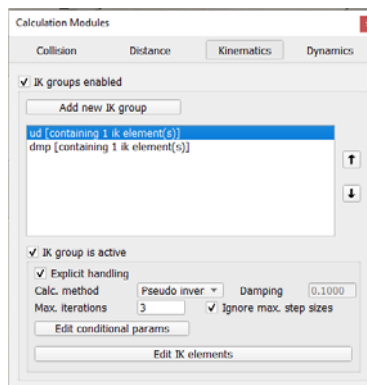 Calculation Modules
Collision Distance Kinematics Dynamics
IK groups enabled
Add new IK group
ud [containing 1 ik element(s)]
dmp [containing 1 ik element(s)]
IK group is active
Explicit handling
Calc. method Pseudo inver Damping 0.1000
Max. iterations 3 Ignore max. step sizes
Edit conditional params
Edit IK elements